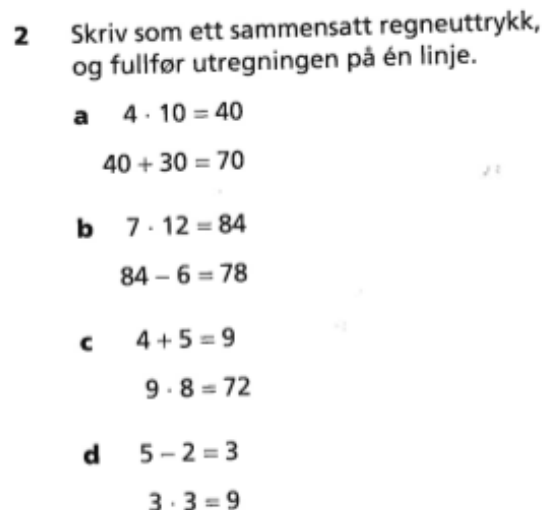 2 Skriv som ett sammensatt regneuttrykk,
og fullfør utregningen på én linje.
a 4 · 10 = 40
40 + 30 = 70
b 7 · 12 = 84
84 − 6 = 78
c 4 + 5 = 9
9 · 8 = 72
d 5 − 2 = 3
3 · 3 = 9